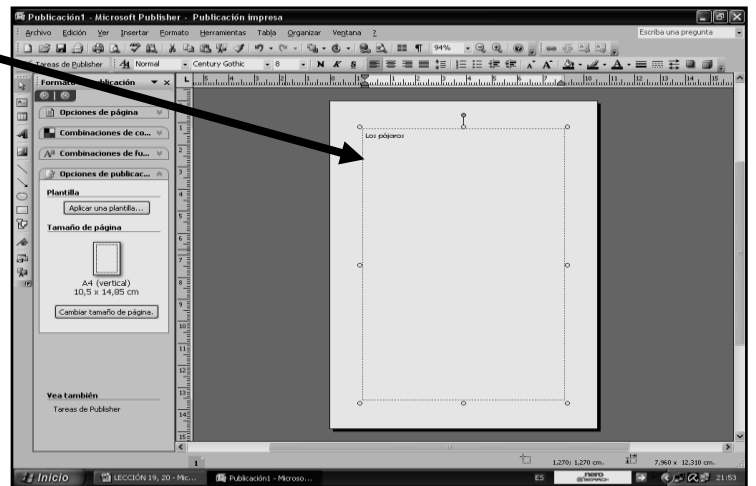 Publicación1 - Microsoft Publisher - Publicación impresa
Archivo Edición Ver Insertar Formato Herramientas Tabla Organizar Ventana ? Escriba una pregunta
94%
Tareas de Publisher Normal Century Gothic 8 N K S
Opciones de página
Combinaciones de co...
Combinaciones de fu...
Opciones de publicac...
Plantilla
Aplicar una plantilla...
Tamaño de página
A4 (vertical)
10,5 x 14,85 cm
Cambiar tamaño de página.
Vea también
Tareas de Publisher
Los pájaros
1
1,270; 1,270 cm. 7,960 x 12,310 cm.
Inicio LECCIÓN 19, 20 - Mic... Publicación1 - Microso... ES nero SEARCH 21:53